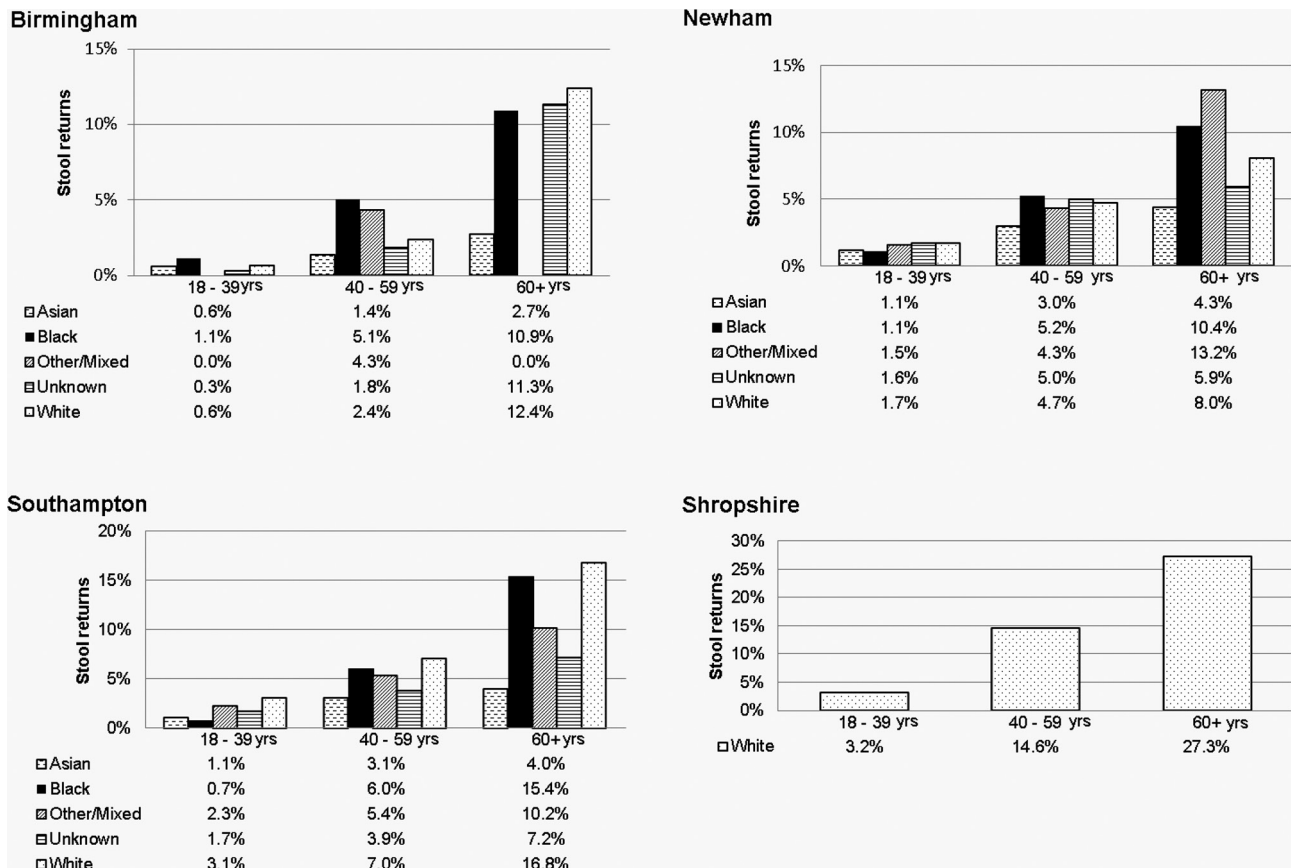 Birmingham
15%
10%
5%
0%
Stool returns
18 - 39 yrs 40 - 59 yrs 60+ yrs
Asian 0.6% 1.4% 2.7%
Black 1.1% 5.1% 10.9%
Other/Mixed 0.0% 4.3% 0.0%
Unknown 0.3% 1.8% 11.3%
White 0.6% 2.4% 12.4%
Newham
15%
10%
5%
0%
Stool returns
18 - 39 yrs 40 - 59 yrs 60+ yrs
Asian 1.1% 3.0% 4.3%
Black 1.1% 5.2% 10.4%
Other/Mixed 1.5% 4.3% 13.2%
Unknown 1.6% 5.0% 5.9%
White 1.7% 4.7% 8.0%
Southampton
20%
15%
10%
5%
0%
Stool returns
18 - 39 yrs 40 - 59 yrs 60+ yrs
Asian 1.1% 3.1% 4.0%
Black 0.7% 6.0% 15.4%
Other/Mixed 2.3% 5.4% 10.2%
Unknown 1.7% 3.9% 7.2%
White 3.1% 7.0% 16.8%
Shropshire
30%
25%
20%
15%
10%
5%
0%
Stool returns
18 - 39 yrs 40 - 59 yrs 60+ yrs
White 3.2% 14.6% 27.3%